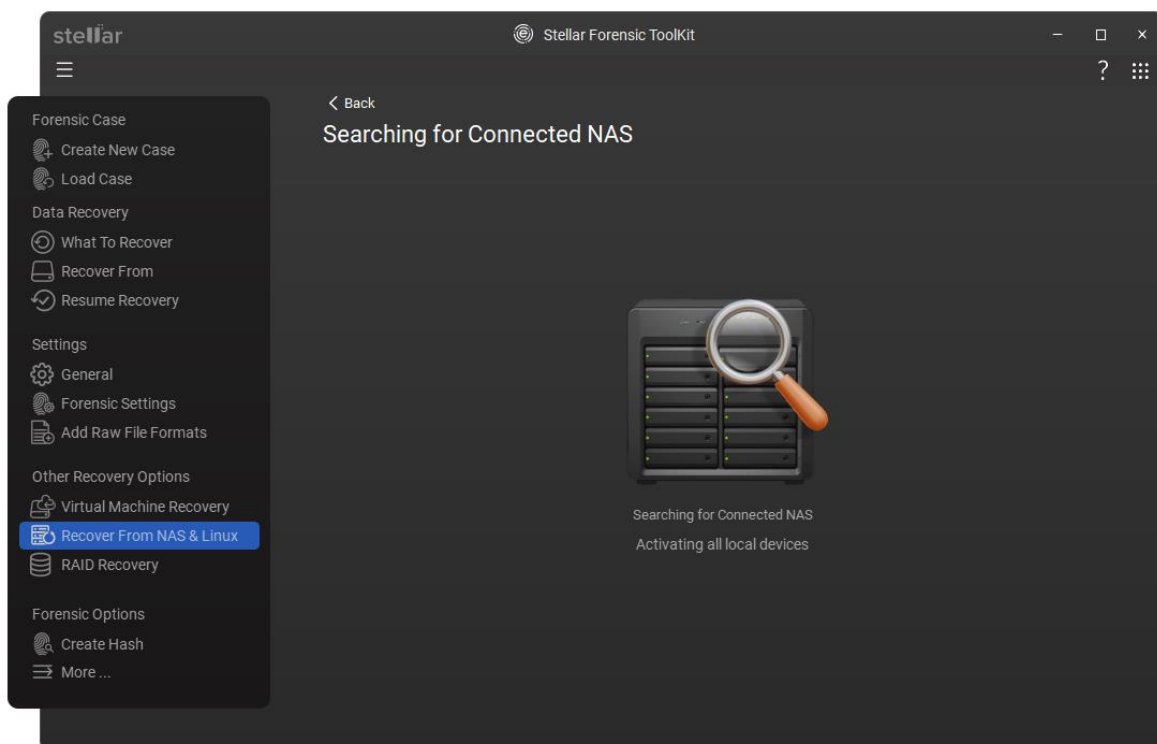 stellar
Stellar Forensic ToolKit
?
Back
Searching for Connected NAS
Forensic Case
Create New Case
Load Case
Data Recovery
What To Recover
Recover From
Resume Recovery
Settings
General
Forensic Settings
Add Raw File Formats
Other Recovery Options
Virtual Machine Recovery
Recover From NAS & Linux
RAID Recovery
Forensic Options
Create Hash
More ...
Searching for Connected NAS
Activating all local devices